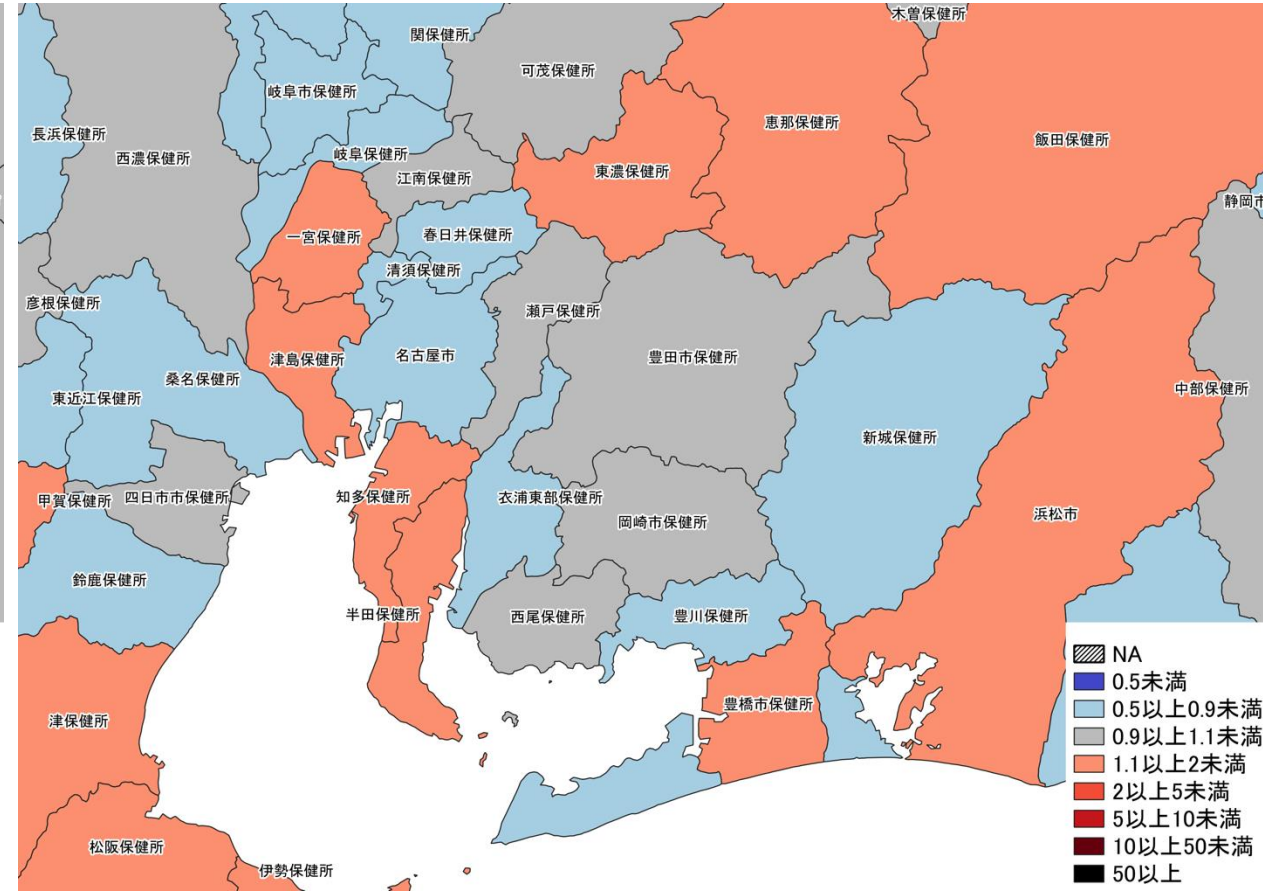 木曽保健所
関保健所
可茂保健所
岐阜市保健所
恵那保健所
長浜保健所
飯田保健所
西濃保健所
岐阜保健所
東濃保健所
江南保健所
静岡市
一宮保健所
春日井保健所
清須保健所
彦根保健所
瀬戸保健所
津島保健所
名古屋市
豊田市保健所
桑名保健所
中部保健所
東近江保健所
新城保健所
甲賀保健所
四日市市保健所
知多保健所
衣浦東部保健所
浜松市
岡崎市保健所
鈴鹿保健所
半田保健所
西尾保健所
豊川保健所
津保健所
豊橋市保健所
松阪保健所
伊勢保健所
NA
0.5未満
0.5以上0.9未満
0.9以上1.1未満
1.1以上2未満
2以上5未満
5以上10未満
10以上50未満
50以上